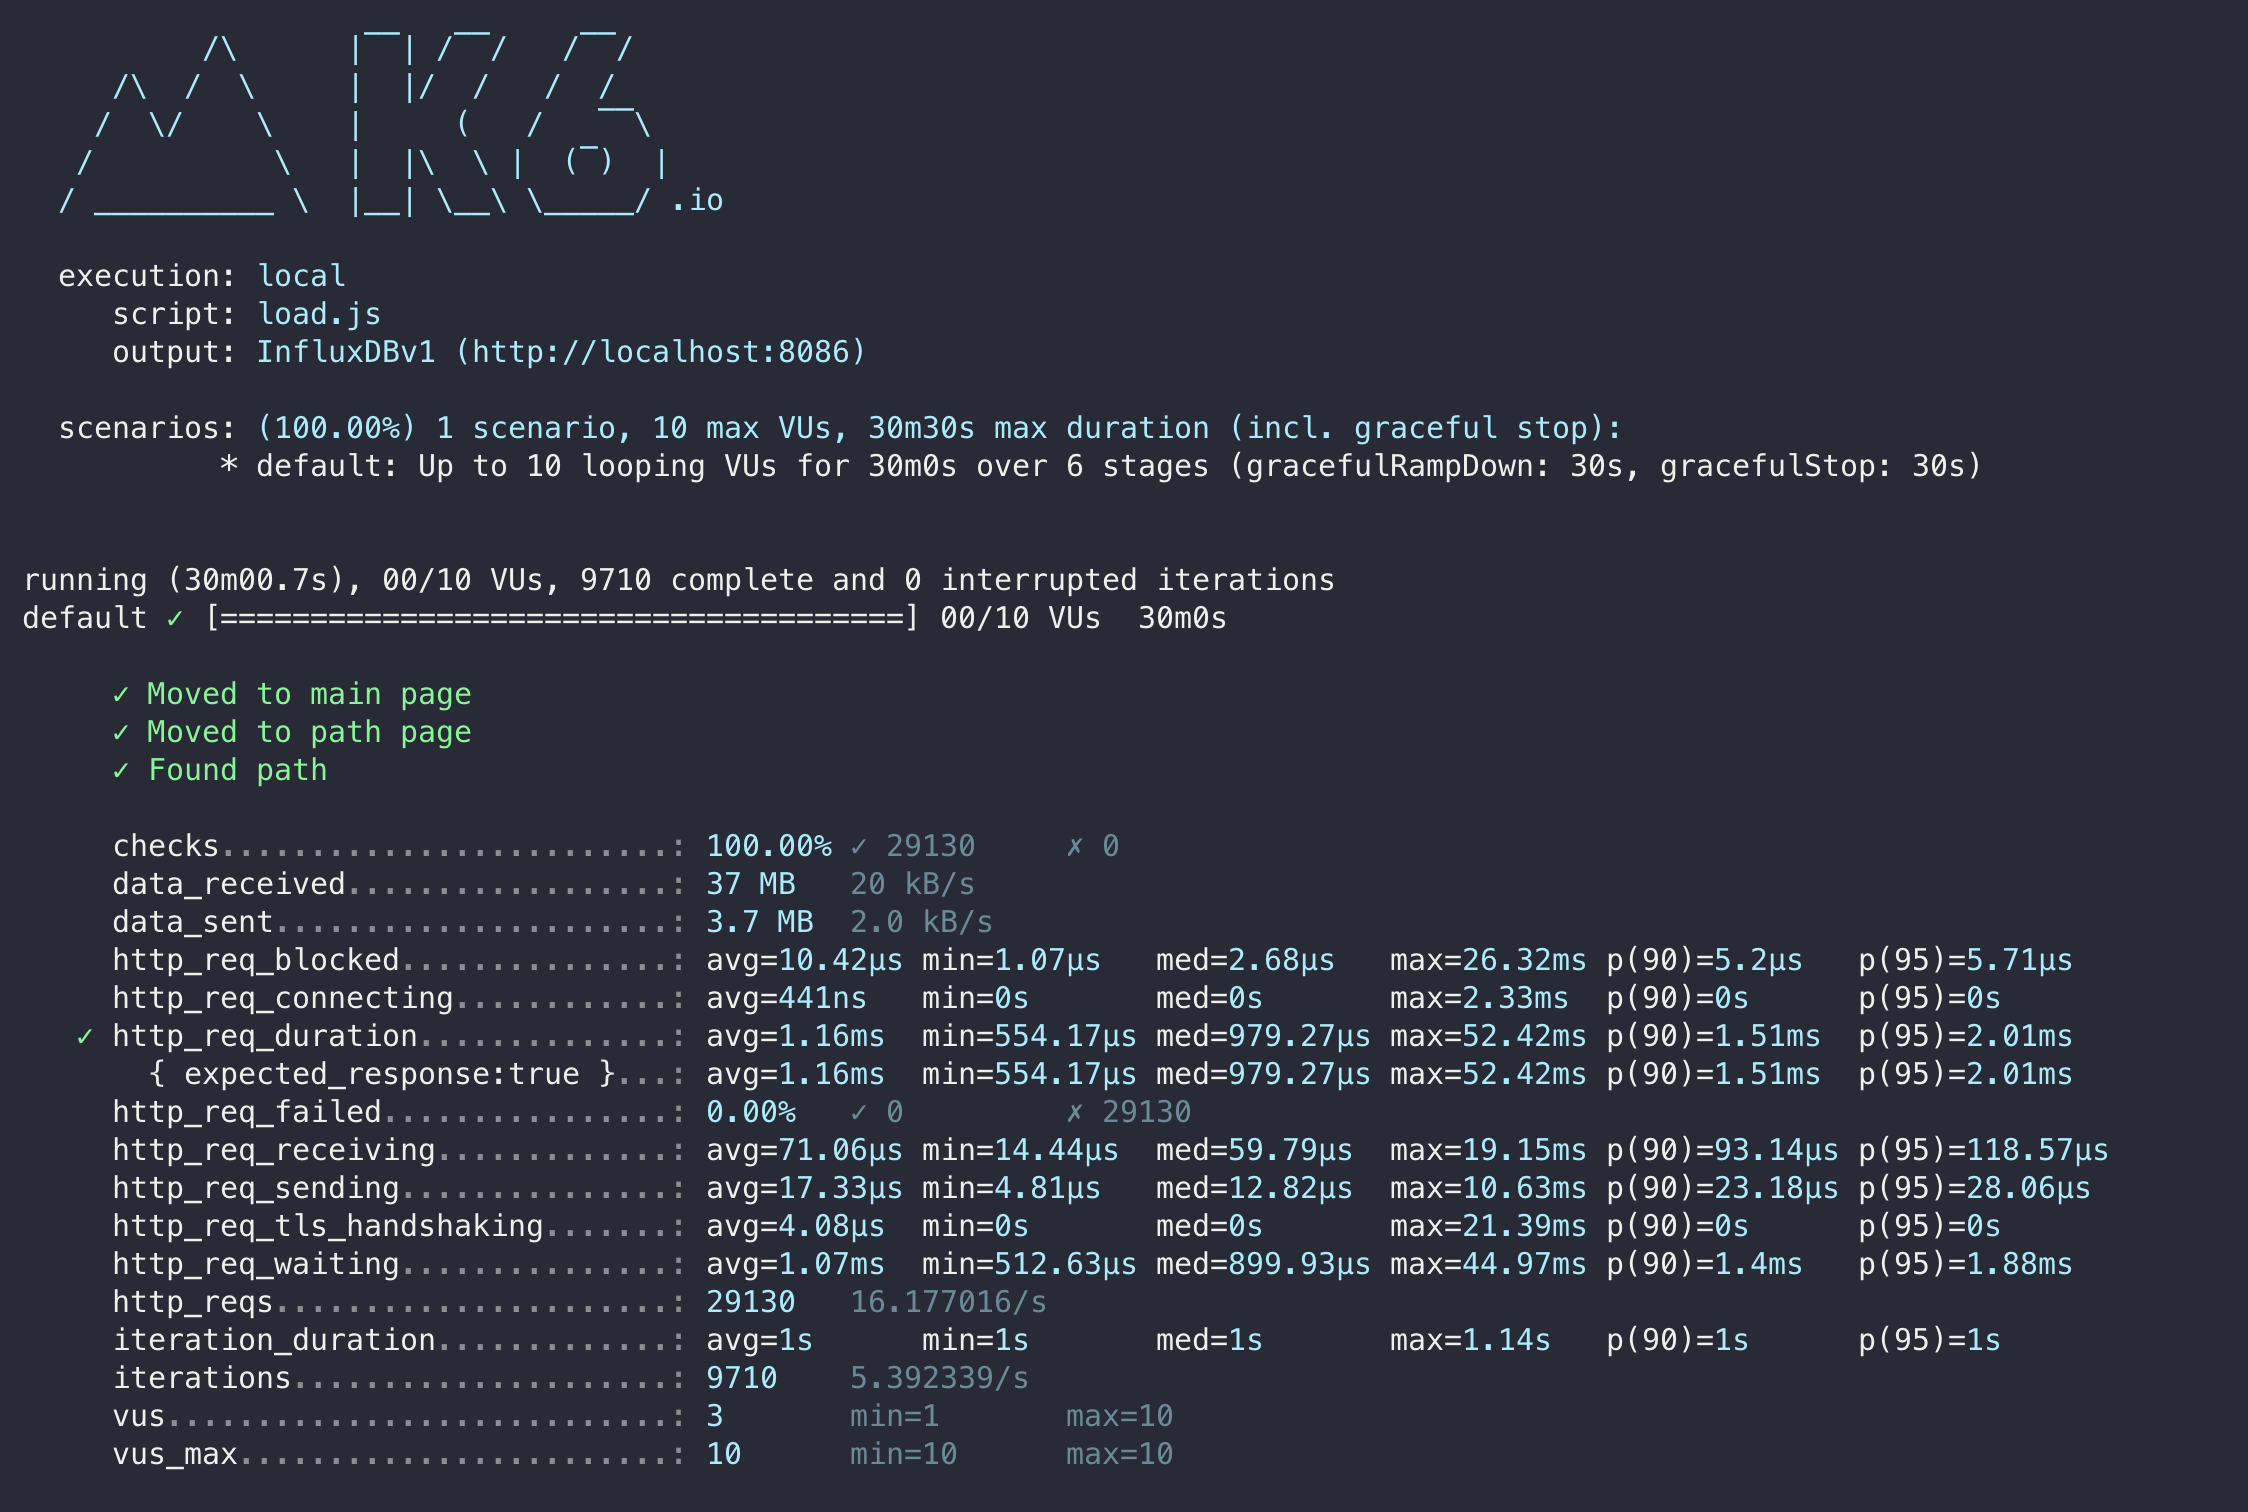 /\      |‾‾| /‾‾/   /‾‾/
     /\  /  \     |  |/  /   /  /
    /  \/    \    |     (   /   ‾‾\
   /          \   |  |\  \ |  (‾)  |
  / __________ \  |__| \__\ \_____/ .io
execution: local
script: load.js
output: InfluxDBv1 (http://localhost:8086)
scenarios: (100.00%) 1 scenario, 10 max VUs, 30m30s max duration (incl. graceful stop):
* default: Up to 10 looping VUs for 30m0s over 6 stages (gracefulRampDown: 30s, gracefulStop: 30s)
running (30m00.7s), 00/10 VUs, 9710 complete and 0 interrupted iterations
default ✓ [======================================] 00/10 VUs  30m0s
✓ Moved to main page
✓ Moved to path page
✓ Found path
checks.........................: 100.00% ✓ 29130     ✗ 0
data_received..................: 37 MB   20 kB/s
data_sent......................: 3.7 MB  2.0 kB/s
http_req_blocked...............: avg=10.42µs min=1.07µs   med=2.68µs   max=26.32ms p(90)=5.2µs   p(95)=5.71µs
http_req_connecting............: avg=441ns   min=0s       med=0s       max=2.33ms  p(90)=0s      p(95)=0s
✓ http_req_duration..............: avg=1.16ms  min=554.17µs med=979.27µs max=52.42ms p(90)=1.51ms  p(95)=2.01ms
{ expected_response:true }...: avg=1.16ms  min=554.17µs med=979.27µs max=52.42ms p(90)=1.51ms  p(95)=2.01ms
http_req_failed................: 0.00%   ✓ 0         ✗ 29130
http_req_receiving.............: avg=71.06µs min=14.44µs  med=59.79µs  max=19.15ms p(90)=93.14µs p(95)=118.57µs
http_req_sending...............: avg=17.33µs min=4.81µs   med=12.82µs  max=10.63ms p(90)=23.18µs p(95)=28.06µs
http_req_tls_handshaking.......: avg=4.08µs  min=0s       med=0s       max=21.39ms p(90)=0s      p(95)=0s
http_req_waiting...............: avg=1.07ms  min=512.63µs med=899.93µs max=44.97ms p(90)=1.4ms   p(95)=1.88ms
http_reqs......................: 29130   16.177016/s
iteration_duration.............: avg=1s      min=1s       med=1s       max=1.14s   p(90)=1s      p(95)=1s
iterations.....................: 9710    5.392339/s
vus............................: 3       min=1       max=10
vus_max........................: 10      min=10      max=10